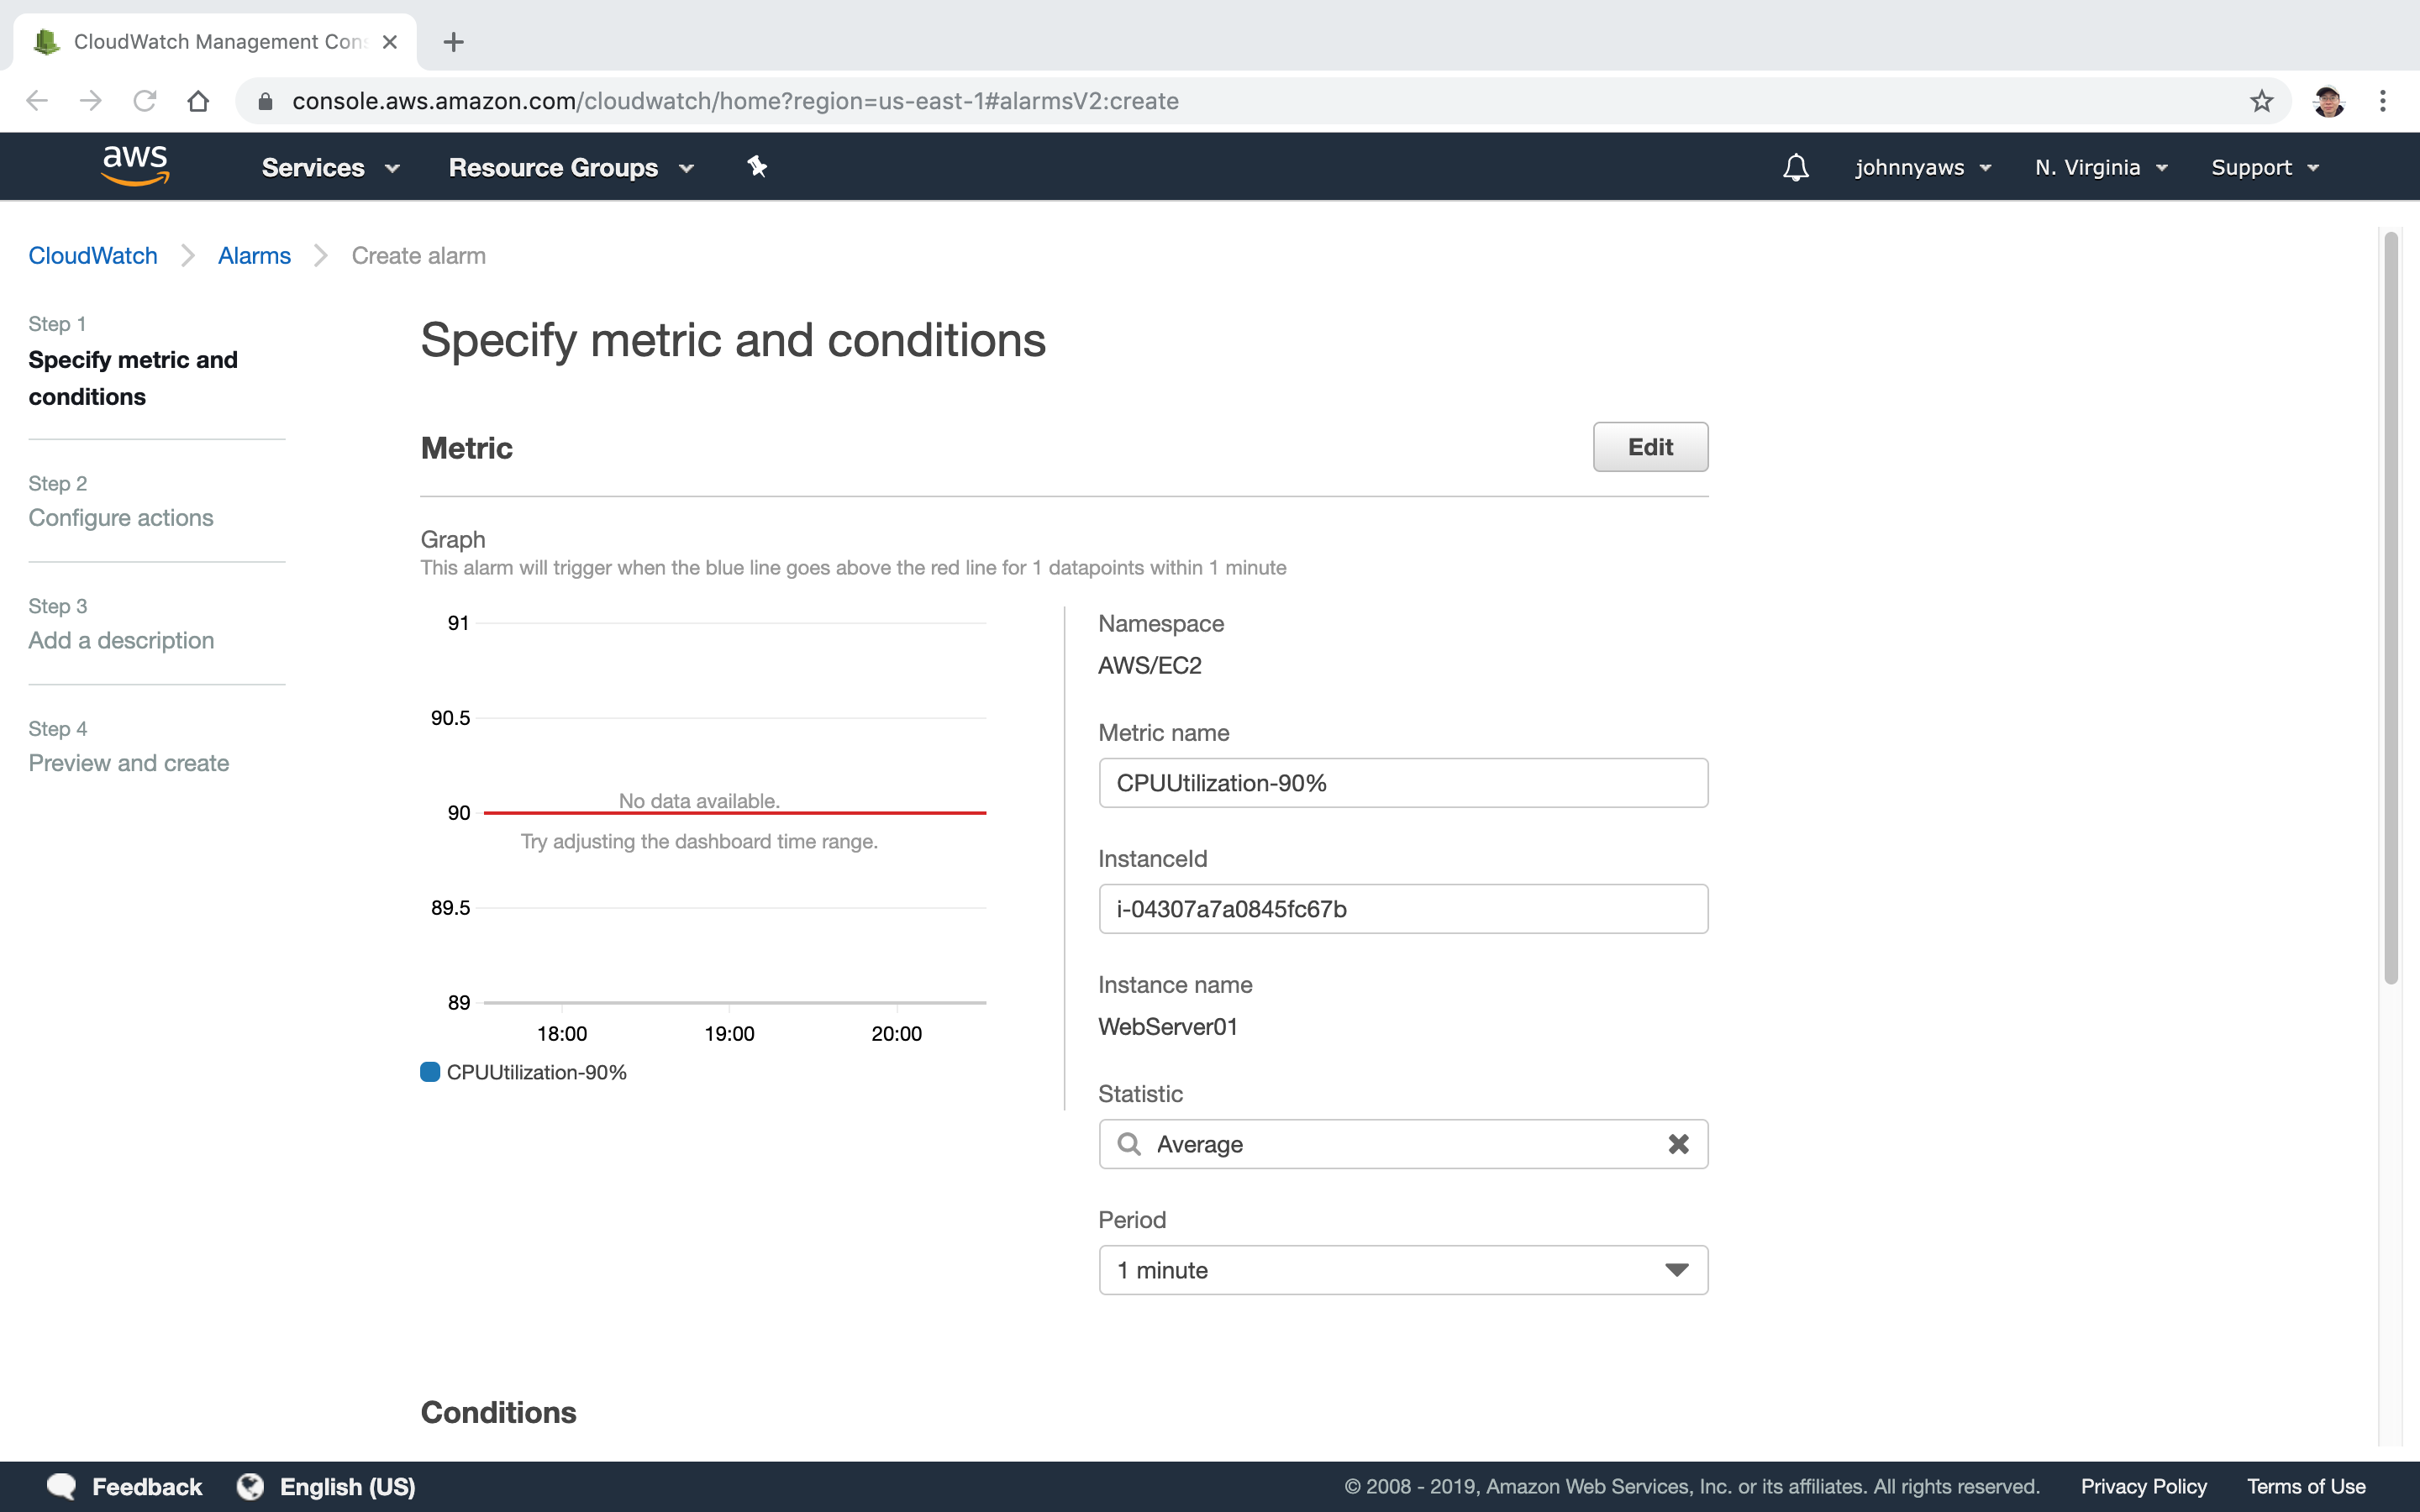 CloudWatch Management Con
console.aws.amazon.com/cloudwatch/home?region=us-east-1#alarmsV2:create
aws
Services
Resource Groups
johnnyaws
N. Virginia
Support
CloudWatch
Alarms
Create alarm
Step 1
Specify metric and
conditions
Step 2
Configure actions
Step 3
Add a description
Step 4
Preview and create
Specify metric and conditions
Metric
Edit
Graph
This alarm will trigger when the blue line goes above the red line for 1 datapoints within 1 minute
91
90.5
90
89.5
89
No data available.
Try adjusting the dashboard time range.
18:00
19:00
20:00
CPUUtilization-90%
Namespace
AWS/EC2
Metric name
CPUUtilization-90%
InstanceId
i-04307a7a0845fc67b
Instance name
WebServer01
Statistic
Average
Period
1 minute
Conditions
Feedback
English (US)
© 2008 - 2019, Amazon Web Services, Inc. or its affiliates. All rights reserved.
Privacy Policy
Terms of Use